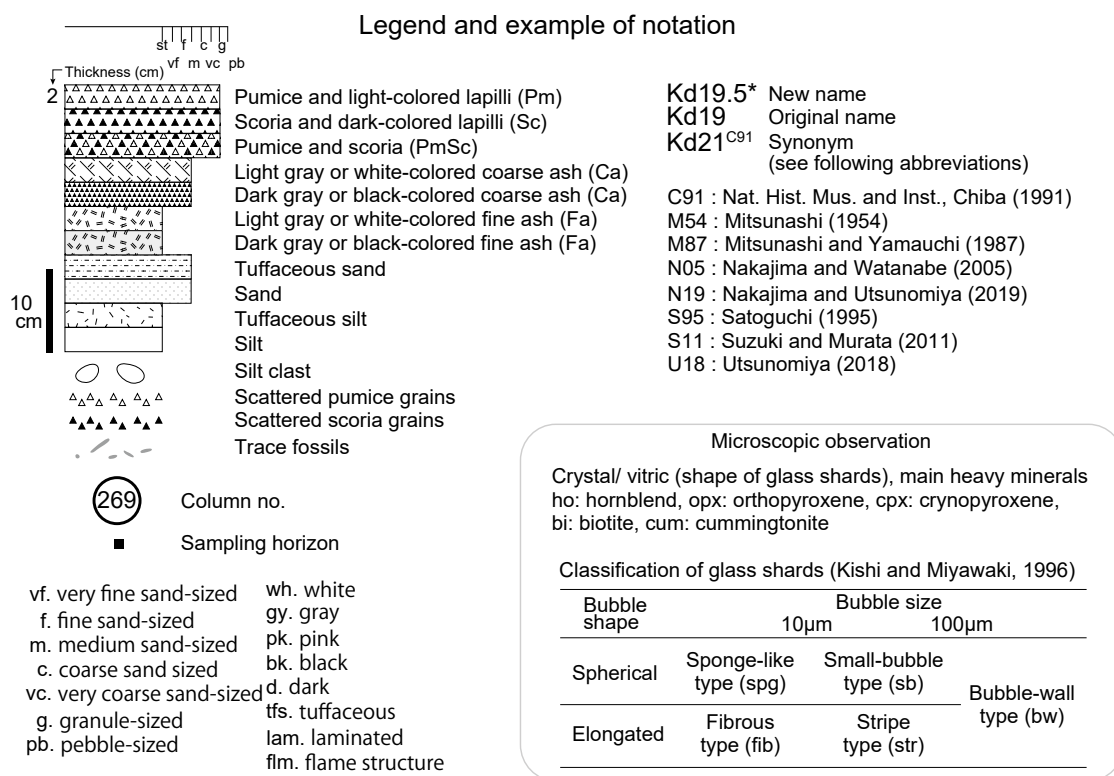 Legend and example of notation
st f c g
vf m vc pb
Thickness (cm)
2
Pumice and light-colored lapilli (Pm)
Scoria and dark-colored lapilli (Sc)
Pumice and scoria (PmSc)
Light gray or white-colored coarse ash (Ca)
Dark gray or black-colored coarse ash (Ca)
Light gray or white-colored fine ash (Fa)
Dark gray or black-colored fine ash (Fa)
Tuffaceous sand
Sand
Tuffaceous silt
Silt
10
cm
Silt clast
Scattered pumice grains
Scattered scoria grains
Trace fossils
269 Column no.
Sampling horizon
vf. very fine sand-sized
f. fine sand-sized
m. medium sand-sized
c. coarse sand sized
vc. very coarse sand-sized
g. granule-sized
pb. pebble-sized
wh. white
gy. gray
pk. pink
bk. black
d. dark
tfs. tuffaceous
lam. laminated
flm. flame structure
Kd19.5* New name
Kd19 Original name
Kd21C91 Synonym
(see following abbreviations)
C91 : Nat. Hist. Mus. and Inst., Chiba (1991)
M54 : Mitsunashi (1954)
M87 : Mitsunashi and Yamauchi (1987)
N05 : Nakajima and Watanabe (2005)
N19 : Nakajima and Utsunomiya (2019)
S95 : Satoguchi (1995)
S11 : Suzuki and Murata (2011)
U18 : Utsunomiya (2018)
Microscopic observation
Crystal/ vitric (shape of glass shards), main heavy minerals
ho: hornblend, opx: orthopyroxene, cpx: crynopyroxene,
bi: biotite, cum: cummingtonite
Classification of glass shards (Kishi and Miyawaki, 1996)
Bubble
shape
Bubble size
10μm 100μm
Spherical
Sponge-like
type (spg)
Small-bubble
type (sb)
Bubble-wall
type (bw)
Elongated
Fibrous
type (fib)
Stripe
type (str)